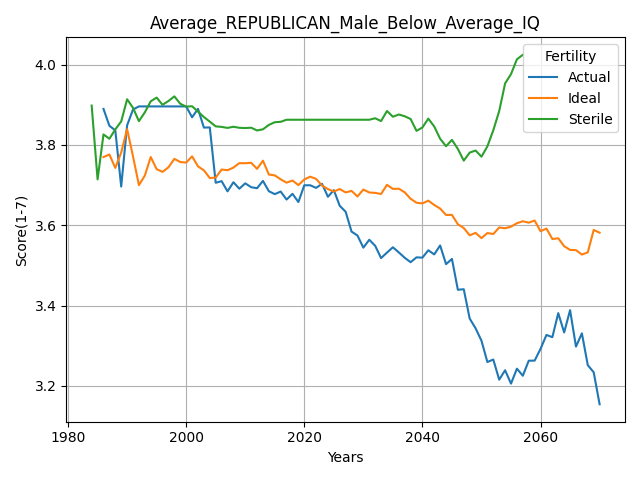 Average_REPUBLICAN_Male_Below_Average_IQ
Fertility
Actual
Ideal
Sterile
Score(1-7)
4.0
3.8
3.6
3.4
3.2
1980
2000
2020
2040
2060
Years